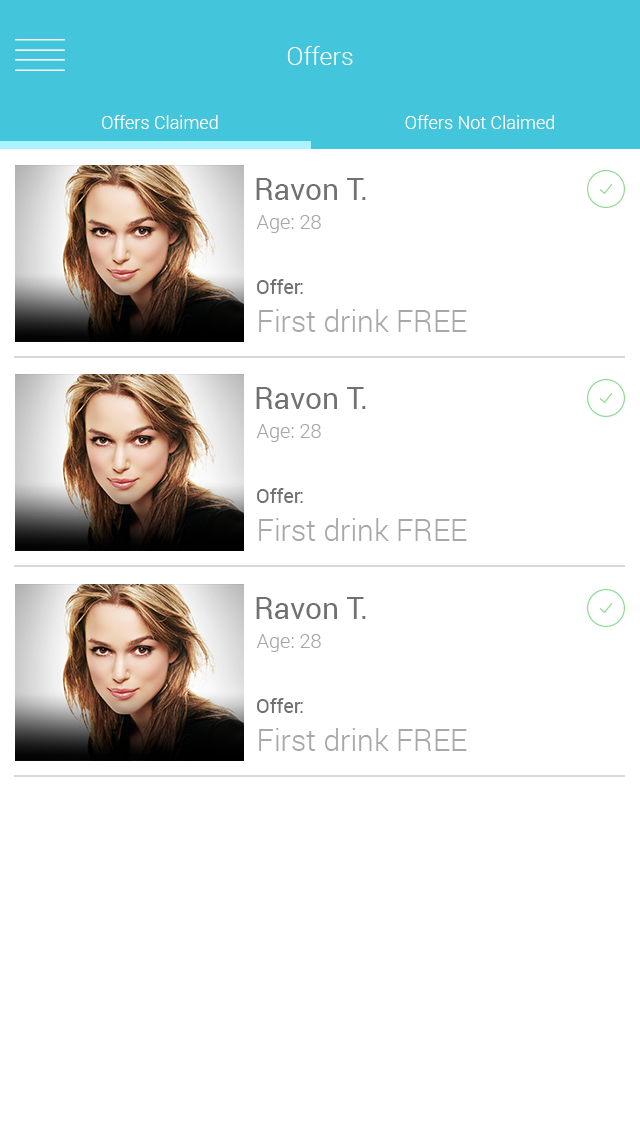 Offers
Offers Claimed
Offers Not Claimed
Ravon T.
Age: 28
Offer:
First drink FREE
Ravon T.
Age: 28
Offer:
First drink FREE
Ravon T.
Age: 28
Offer:
First drink FREE